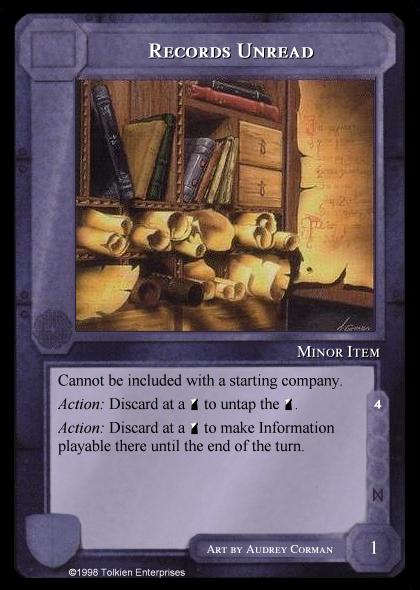 RECORDS UNREAD
A Corman
MINOR ITEM
Cannot be included with a starting company.
Action: Discard at a to untap the .
4
Action: Discard at a to make Information
playable there until the end of the turn.
ART BY AUDREY CORMAN
1
©1998 Tolkien Enterprises